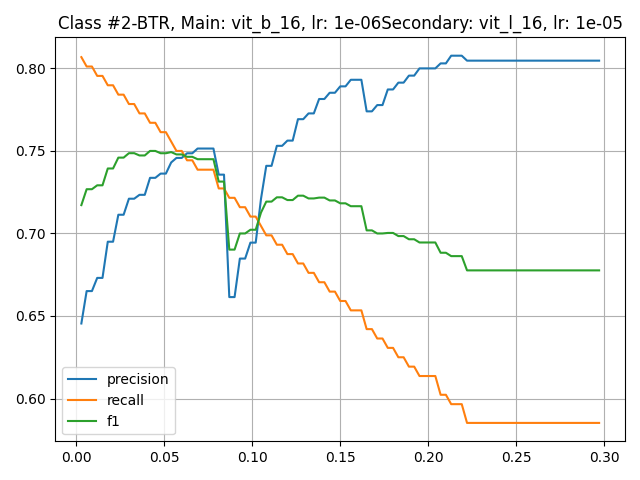 Class #2-BTR, Main: vit_b_16, lr: 1e-06Secondary: vit_l_16, lr: 1e-05
0.80
0.75
0.70
0.65
0.60
precision
recall
f1
0.00 0.05 0.10 0.15 0.20 0.25 0.30